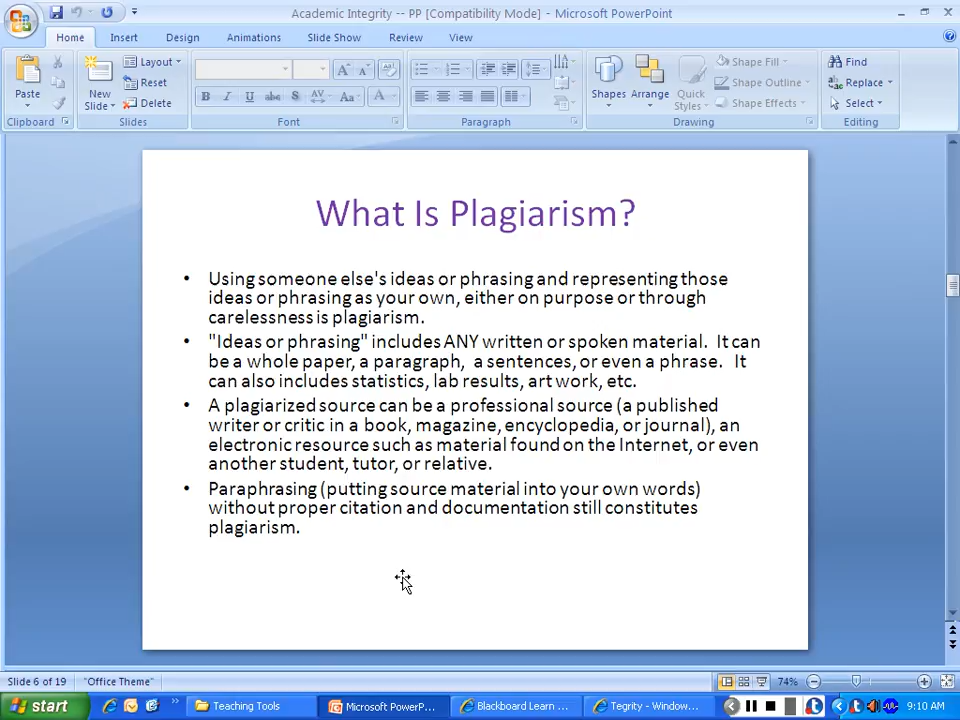 Academic Integrity -- PP [Compatibility Mode] - Microsoft PowerPoint
Home Insert Design Animations Slide Show Review View
Paste
Clipboard
New Slide
Layout
Reset
Delete
Slides
B I U abc S AV Aa A
Font
Paragraph
Shapes
Arrange
Quick Styles
Shape Fill
Shape Outline
Shape Effects
Drawing
Find
Replace
Select
Editing
What Is Plagiarism?
• Using someone else's ideas or phrasing and representing those
ideas or phrasing as your own, either on purpose or through
carelessness is plagiarism.
• "Ideas or phrasing" includes ANY written or spoken material.  It can
be a whole paper, a paragraph,  a sentences, or even a phrase.   It
can also includes statistics, lab results, art work, etc.
• A plagiarized source can be a professional source (a published
writer or critic in a book, magazine, encyclopedia, or journal), an
electronic resource such as material found on the Internet, or even
another student, tutor, or relative.
• Paraphrasing (putting source material into your own words)
without proper citation and documentation still constitutes
plagiarism.
Slide 6 of 19 "Office Theme" 74%
start Teaching Tools Microsoft PowerP... Blackboard Learn ... Tegrity - Window... 9:10 AM